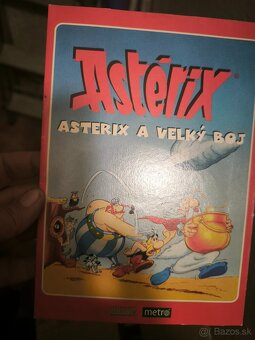 Astérix
ASTERIX A VELKÝ BOJ
metro
© Bazos.sk